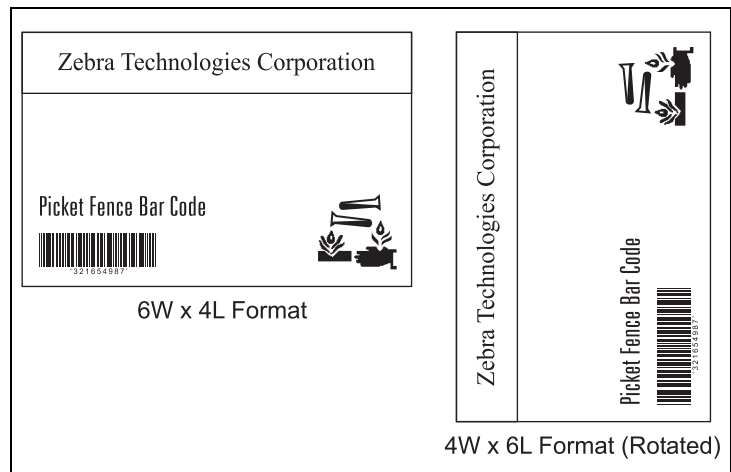 Zebra Technologies Corporation
Picket Fence Bar Code
*321654987*
6W x 4L Format
Zebra Technologies Corporation
Picket Fence Bar Code
*321654987*
4W x 6L Format (Rotated)